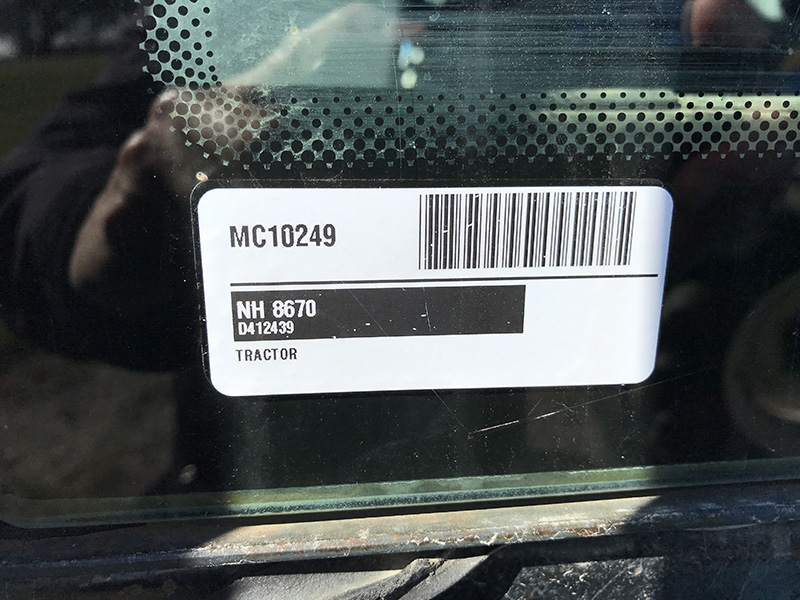 MC10249
NH 8670
D412439
TRACTOR